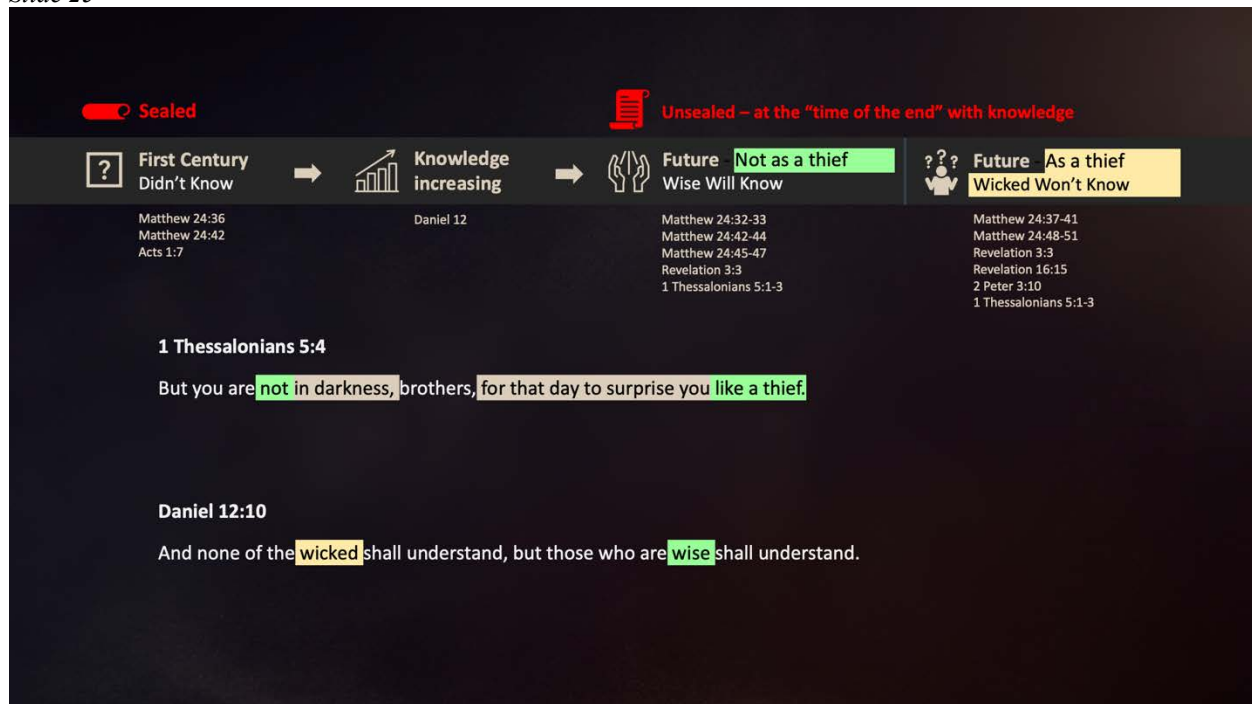 Sealed
Unsealed – at the “time of the end” with knowledge
?
First Century
Didn’t Know
Knowledge
increasing
Future - Not as a thief
Wise Will Know
? ? ?
Future - As a thief
Wicked Won’t Know
Matthew 24:36
Matthew 24:42
Acts 1:7
Daniel 12
Matthew 24:32-33
Matthew 24:42-44
Matthew 24:45-47
Revelation 3:3
1 Thessalonians 5:1-3
Matthew 24:37-41
Matthew 24:48-51
Revelation 3:3
Revelation 16:15
2 Peter 3:10
1 Thessalonians 5:1-3
1 Thessalonians 5:4
But you are not in darkness, brothers, for that day to surprise you like a thief.
Daniel 12:10
And none of the wicked shall understand, but those who are wise shall understand.